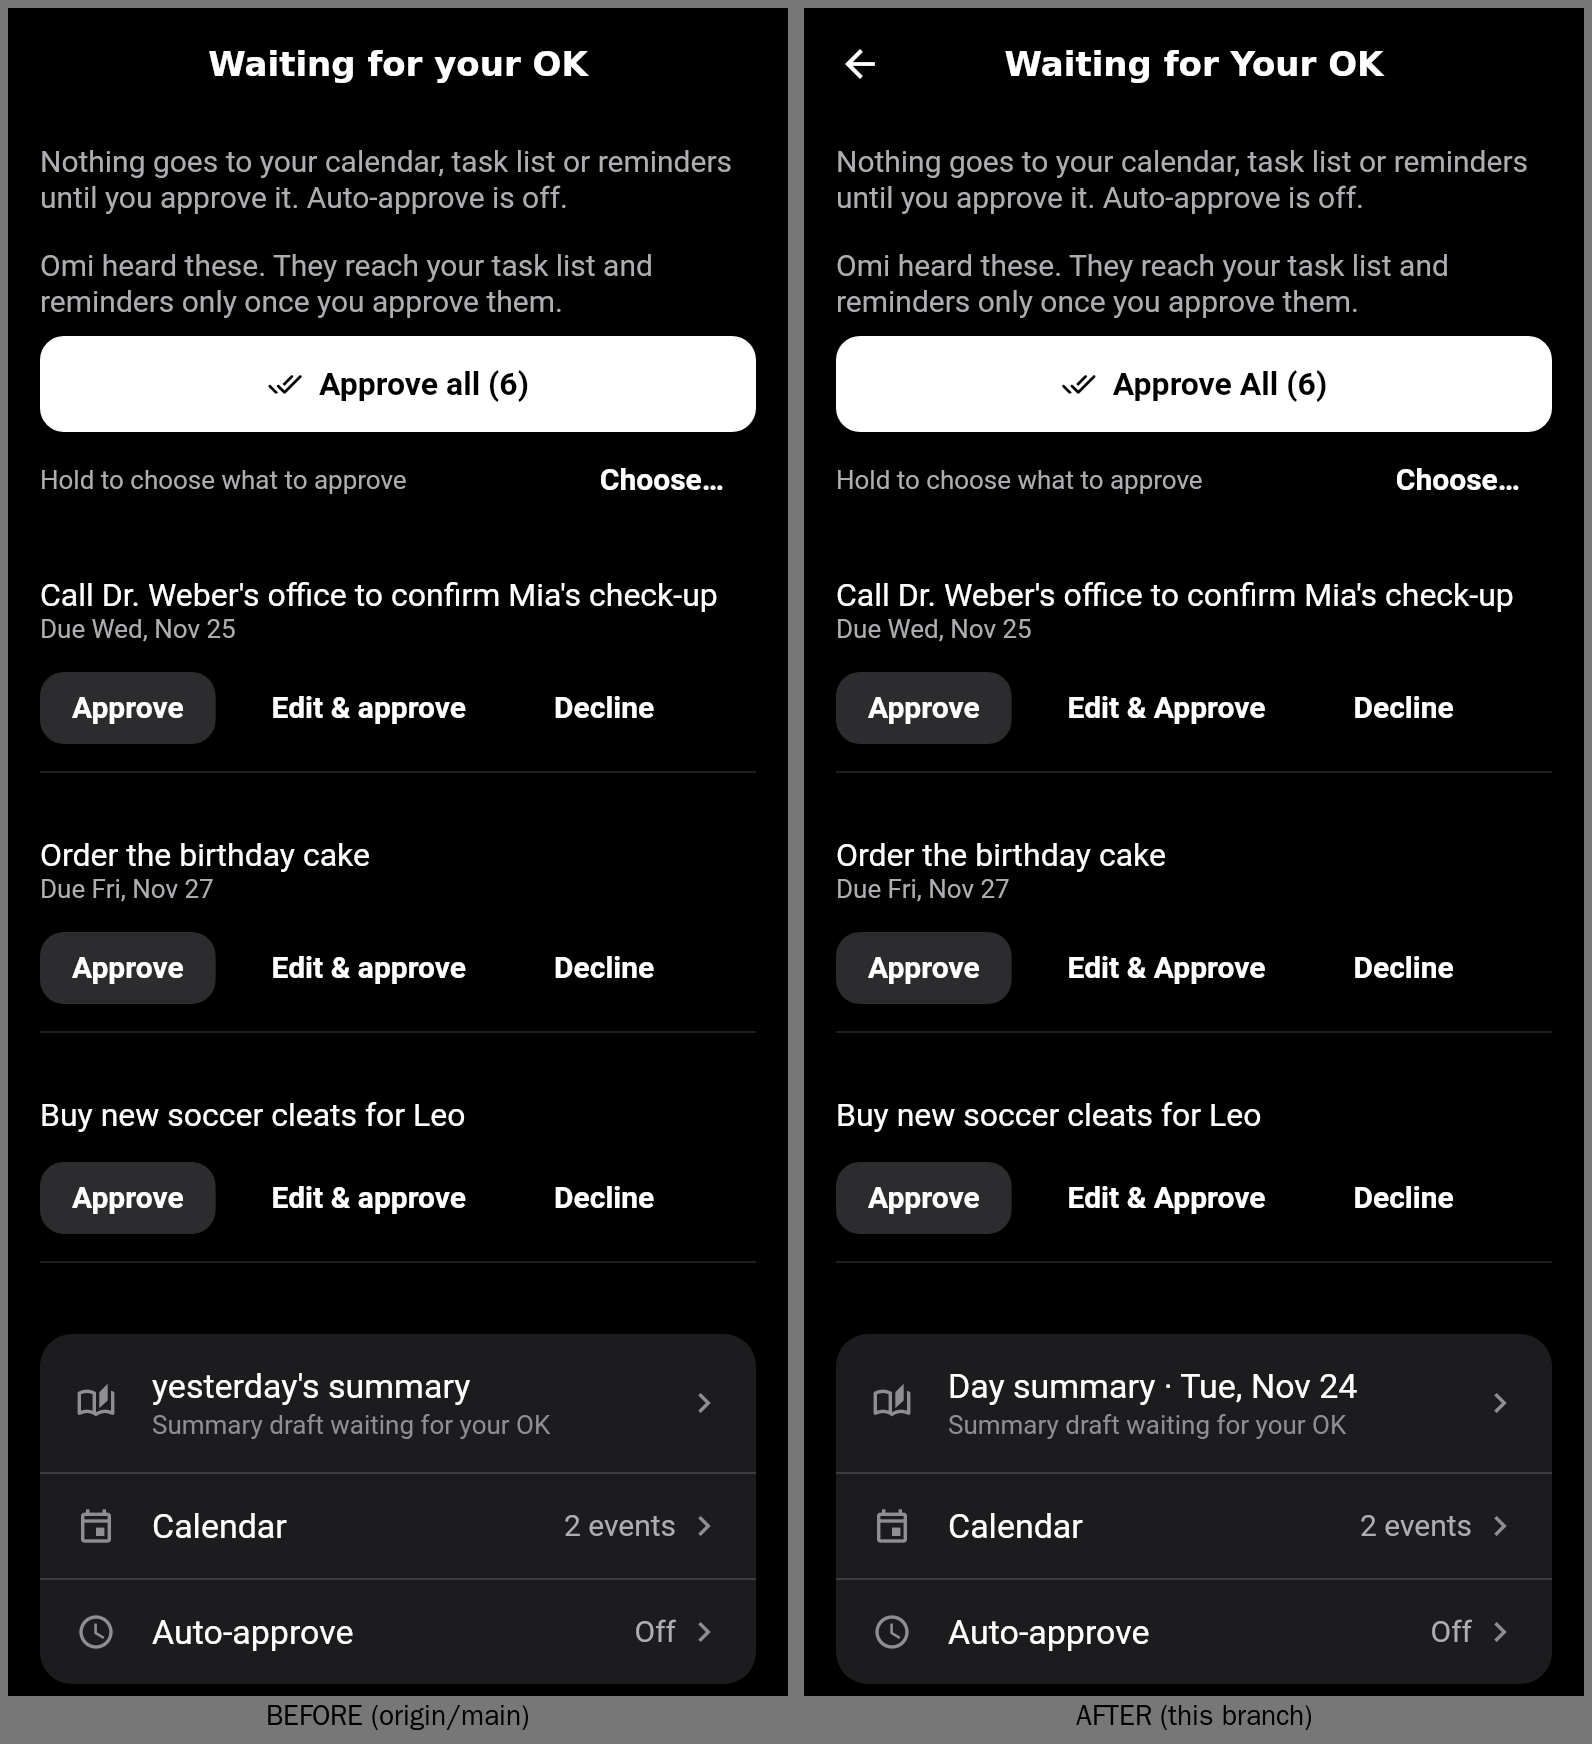 Waiting for your OK
Nothing goes to your calendar, task list or reminders
until you approve it. Auto-approve is off.
Omi heard these. They reach your task list and
reminders only once you approve them.
Approve all (6)
Hold to choose what to approve
Choose...
Call Dr. Weber's office to confirm Mia's check-up
Due Wed, Nov 25
Approve
Edit & approve
Decline
Order the birthday cake
Due Fri, Nov 27
Approve
Edit & approve
Decline
Buy new soccer cleats for Leo
Approve
Edit & approve
Decline
yesterday's summary
Summary draft waiting for your OK
Calendar
2 events
Auto-approve
Off
BEFORE (origin/main)
Waiting for Your OK
Nothing goes to your calendar, task list or reminders
until you approve it. Auto-approve is off.
Omi heard these. They reach your task list and
reminders only once you approve them.
Approve All (6)
Hold to choose what to approve
Choose...
Call Dr. Weber's office to confirm Mia's check-up
Due Wed, Nov 25
Approve
Edit & Approve
Decline
Order the birthday cake
Due Fri, Nov 27
Approve
Edit & Approve
Decline
Buy new soccer cleats for Leo
Approve
Edit & Approve
Decline
Day summary · Tue, Nov 24
Summary draft waiting for your OK
Calendar
2 events
Auto-approve
Off
AFTER (this branch)